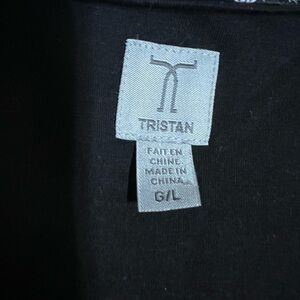 TRISTAN
FAIT EN
CHINE
MADE IN
CHINA
G/L